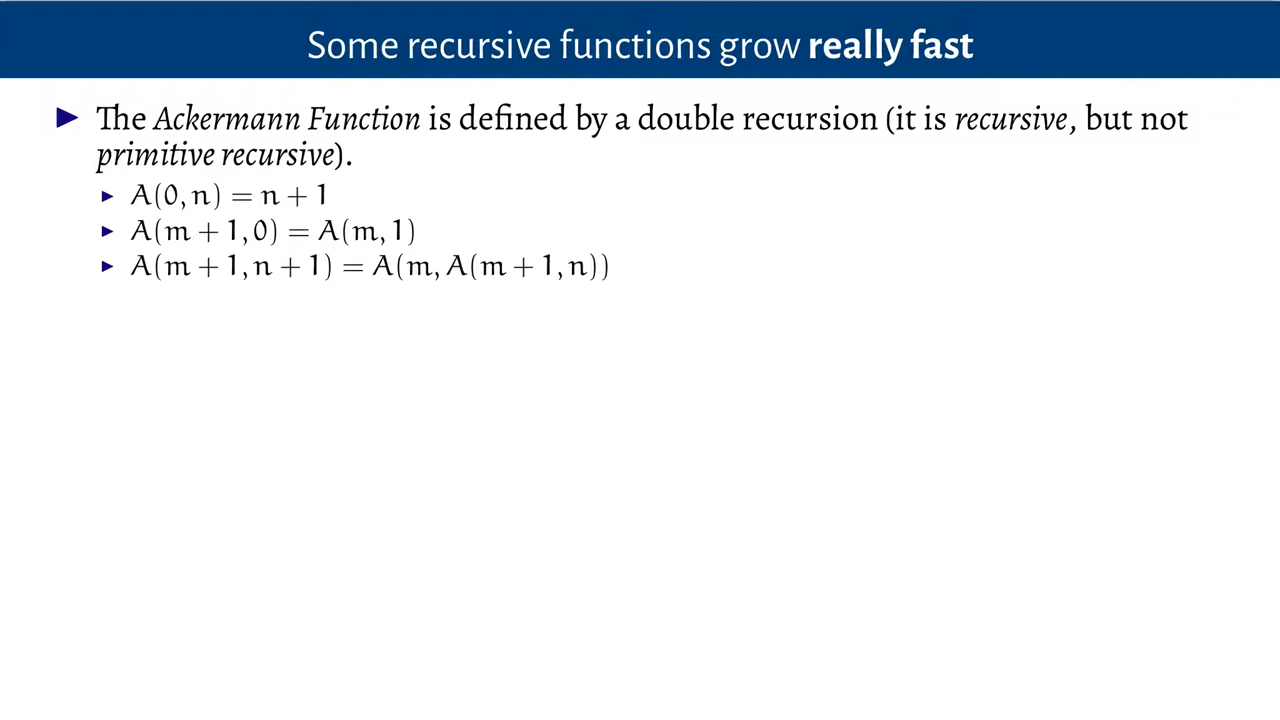 Some recursive functions grow really fast
▶ The Ackermann Function is defined by a double recursion (it is recursive, but not
primitive recursive).
▶ A(0, n) = n + 1
▶ A(m + 1, 0) = A(m, 1)
▶ A(m + 1, n + 1) = A(m, A(m + 1, n))